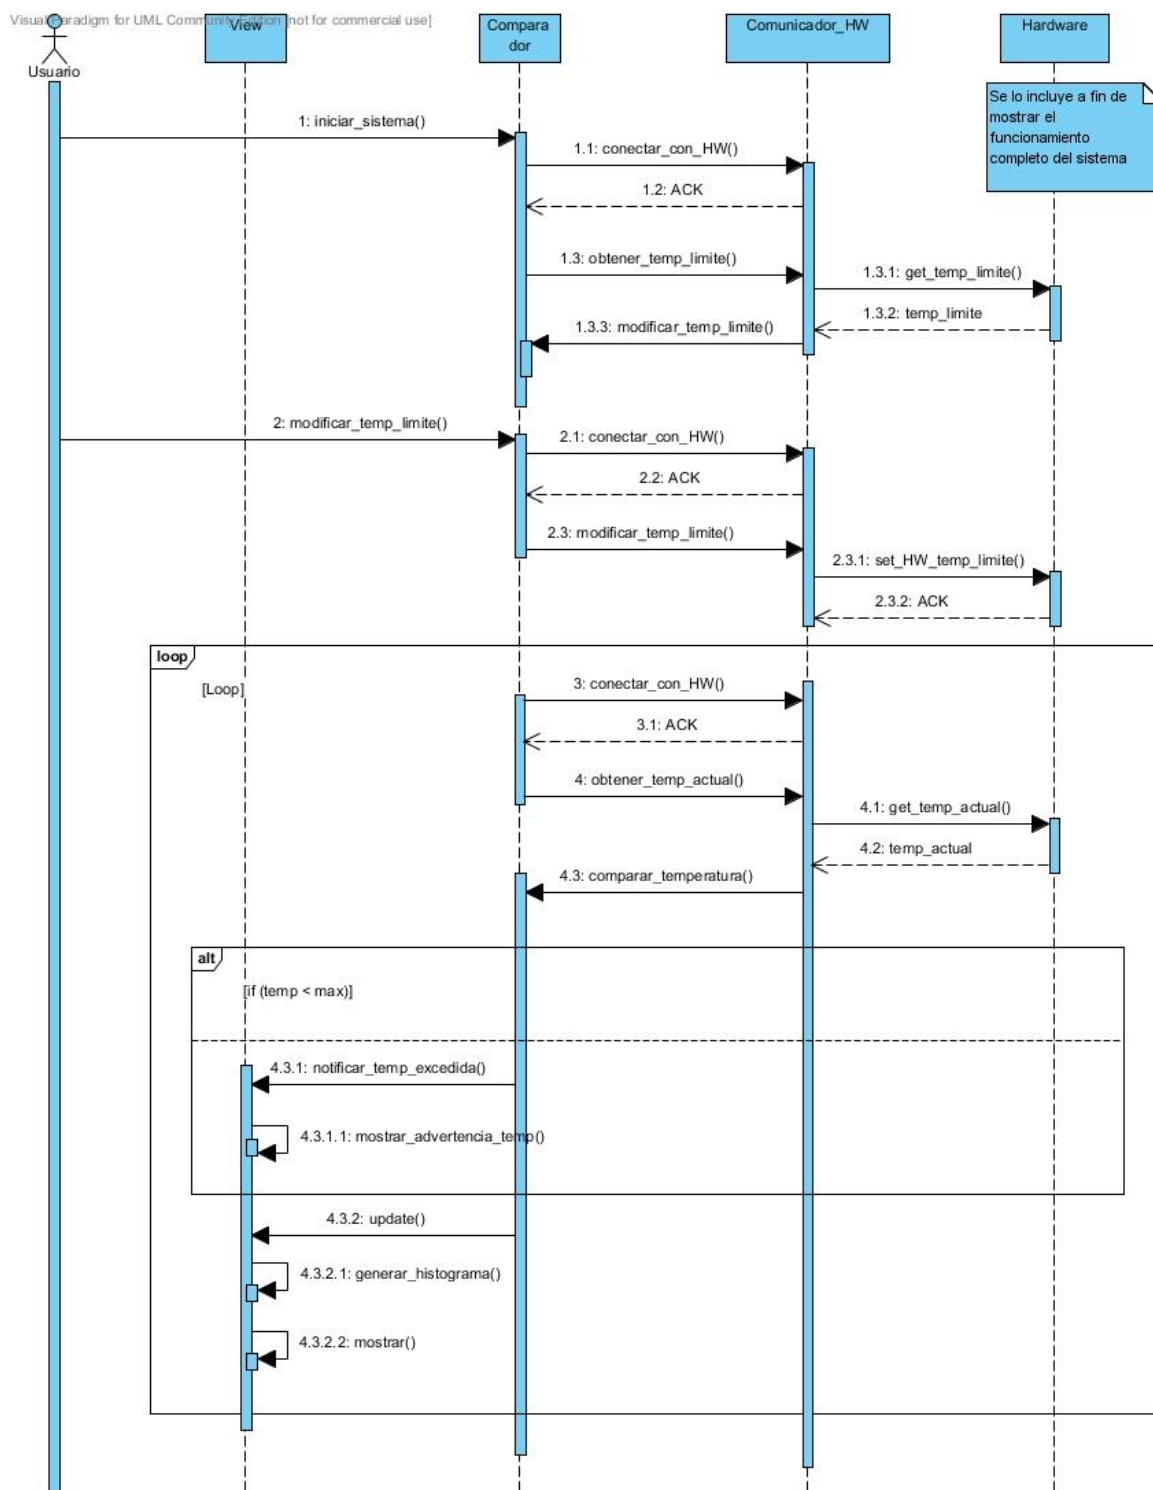 Visual Paradigm for UML Community Edition [not for commercial use]
Usuario
View
Compara
dor
Comunicador_HW
Hardware
Se lo incluye a fin de
mostrar el
funcionamiento
completo del sistema
1: iniciar_sistema()
1.1: conectar_con_HW()
1.2: ACK
1.3: obtener_temp_limite()
1.3.1: get_temp_limite()
1.3.2: temp_limite
1.3.3: modificar_temp_limite()
2: modificar_temp_limite()
2.1: conectar_con_HW()
2.2: ACK
2.3: modificar_temp_limite()
2.3.1: set_HW_temp_limite()
2.3.2: ACK
loop
[Loop]
3: conectar_con_HW()
3.1: ACK
4: obtener_temp_actual()
4.1: get_temp_actual()
4.2: temp_actual
4.3: comparar_temperatura()
alt
[if (temp < max)]
4.3.1: notificar_temp_excedida()
4.3.1.1: mostrar_advertencia_temp()
4.3.2: update()
4.3.2.1: generar_histograma()
4.3.2.2: mostrar()